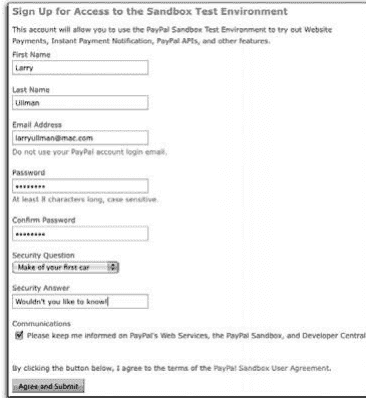 Sign Up for Access to the Sandbox Test Environment
This account will allow you to use the PayPal Sandbox Test Environment to try out Website
Payments, Instant Payment Notification, PayPal APIs, and other features.
First Name
Larry
Last Name
Ullman
Email Address
larryullman@mac.com
Do not use your PayPal account login email.
Password
••••••••
At least 8 characters long, case sensitive.
Confirm Password
••••••••
Security Question
Make of your first car
Security Answer
Wouldn't you like to know!
Communications
Please keep me informed on PayPal's Web Services, the PayPal Sandbox, and Developer Central
By clicking the button below, I agree to the terms of the PayPal Sandbox User Agreement.
Agree and Submit